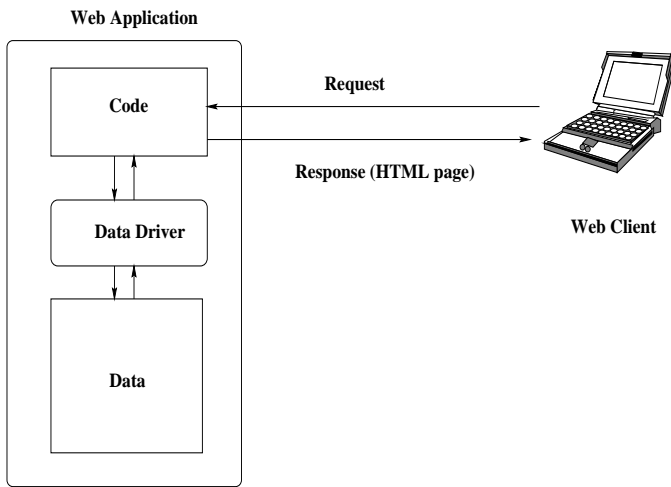 Web Application
Code
Request
Response (HTML page)
Data Driver
Web Client
Data